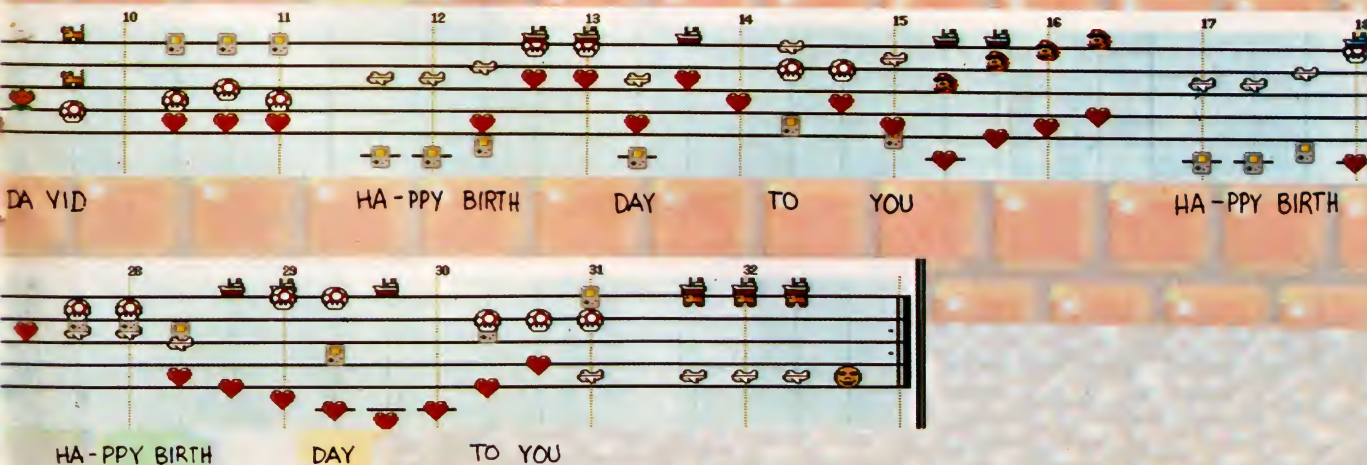 10 11 12 13 14 15 16 17 18
DA VID HA-PPY BIRTH DAY TO YOU HA-PPY BIRTH
28 29 30 31 32
HA-PPY BIRTH DAY TO YOU